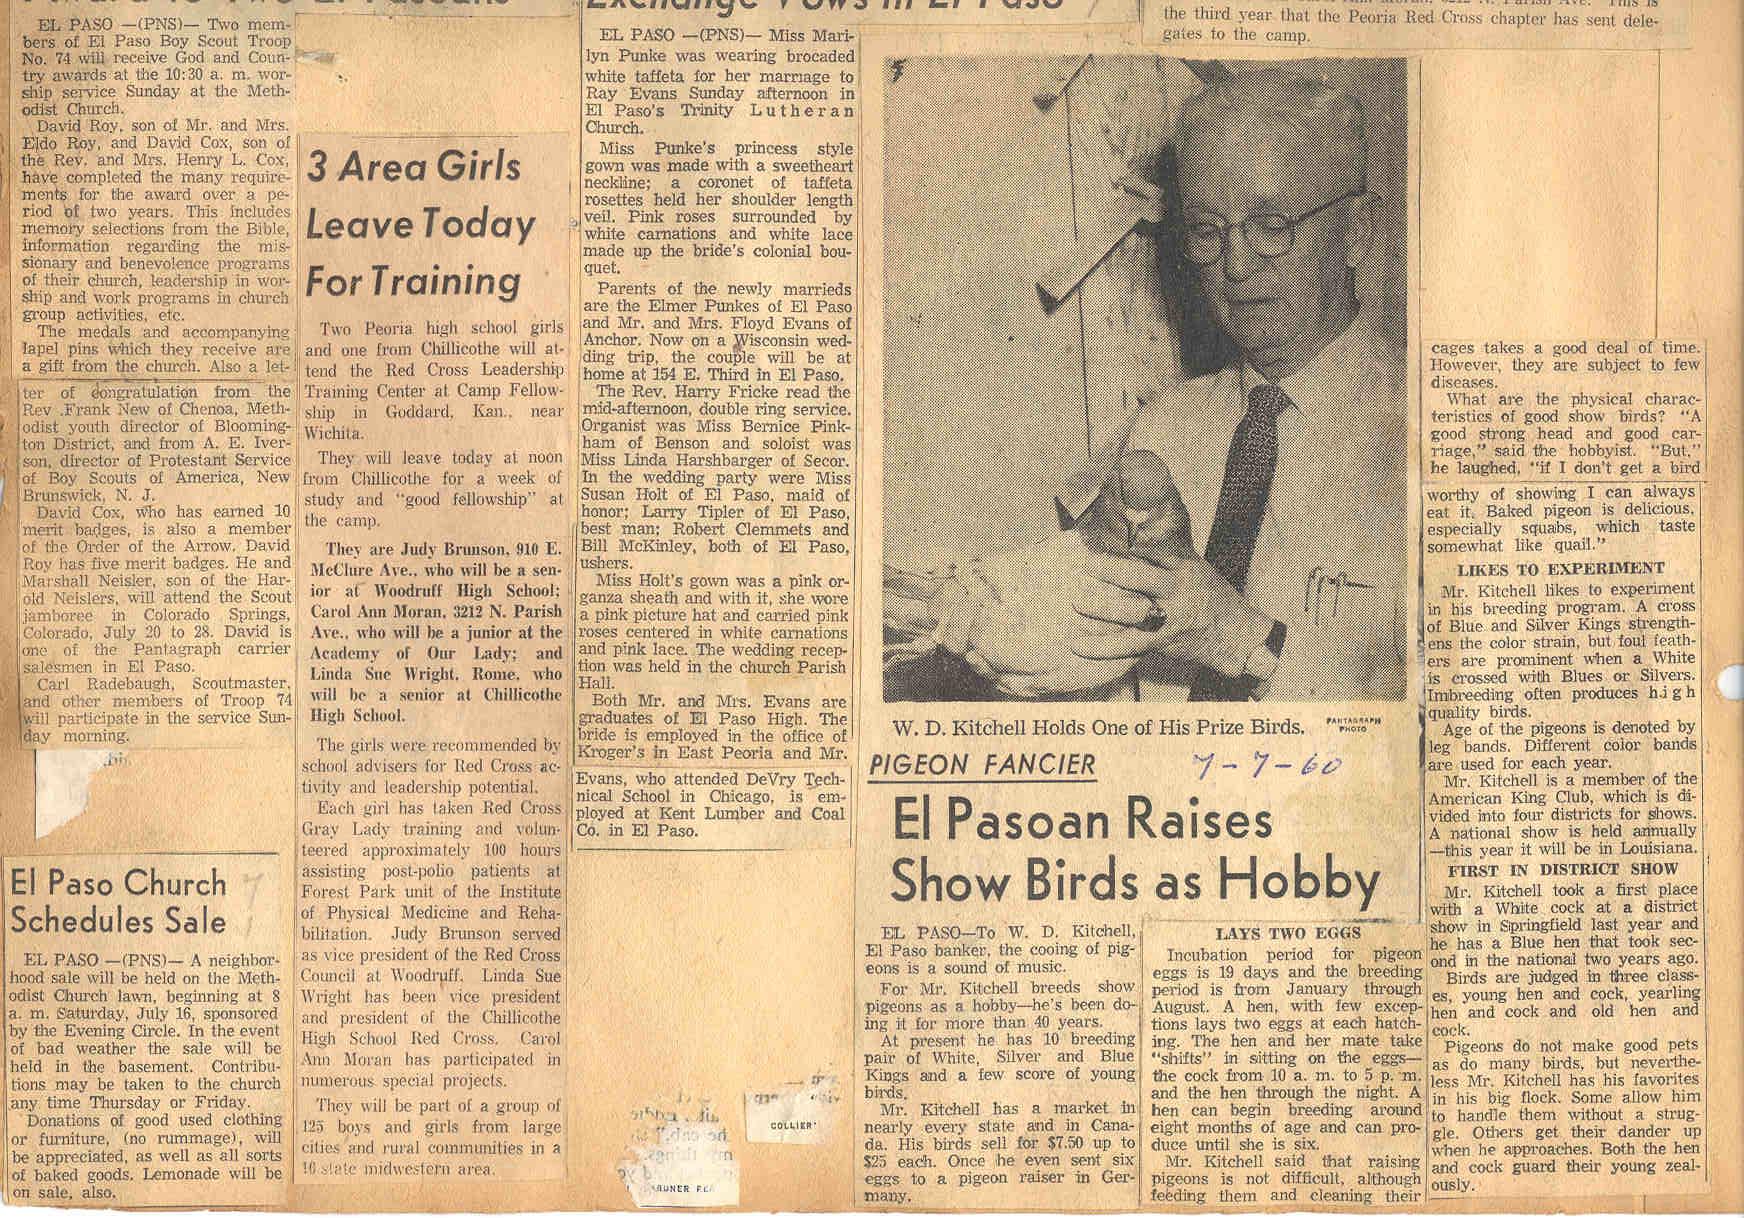 EL PASO —(PNS)— Two mem-
bers of El Paso Boy Scout Troop
No. 74 will receive God and Coun-
try awards at the 10:30 a. m. wor-
ship service Sunday at the Meth-
odist Church.
David Roy, son of Mr. and Mrs.
Eldo Roy, and David Cox, son of
the Rev. and Mrs. Henry L. Cox,
have completed the many require-
ments for the award over a pe-
riod of two years. This includes
memory selections from the Bible,
information regarding the mis-
sionary and benevolence programs
of their church, leadership in wor-
ship and work programs in church
group activities, etc.
The medals and accompanying
lapel pins which they receive are
a gift from the church. Also a let-
ter of congratulation from the
Rev .Frank New of Chenoa, Meth-
odist youth director of Blooming-
ton District, and from A. E. Iver-
son, director of Protestant Service
of Boy Scouts of America, New
Brunswick, N. J.
David Cox, who has earned 10
merit badges, is also a member
of the Order of the Arrow. David
Roy has five merit badges. He and
Marshall Neisler, son of the Har-
old Neislers, will attend the Scout
jamboree in Colorado Springs,
Colorado, July 20 to 28. David is
one of the Pantagraph carrier
salesmen in El Paso.
Carl Radebaugh, Scoutmaster,
and other members of Troop 74
will participate in the service Sun-
day morning.
El Paso Church
Schedules Sale
EL PASO —(PNS)— A neighbor-
hood sale will be held on the Meth-
odist Church lawn, beginning at 8
a. m. Saturday, July 16, sponsored
by the Evening Circle. In the event
of bad weather the sale will be
held in the basement. Contribu-
tions may be taken to the church
any time Thursday or Friday.
Donations of good used clothing
or furniture, (no rummage), will
be appreciated, as well as all sorts
of baked goods. Lemonade will be
on sale, also.
3 Area Girls
Leave Today
For Training
Two Peoria high school girls
and one from Chillicothe will at-
tend the Red Cross Leadership
Training Center at Camp Fellow-
ship in Goddard, Kan., near
Wichita.
They will leave today at noon
from Chillicothe for a week of
study and "good fellowship" at
the camp.
They are Judy Brunson, 910 E.
McClure Ave., who will be a sen-
ior at Woodruff High School;
Carol Ann Moran, 3212 N. Parish
Ave., who will be a junior at the
Academy of Our Lady; and
Linda Sue Wright, Rome, who
will be a senior at Chillicothe
High School.
The girls were recommended by
school advisers for Red Cross ac-
tivity and leadership potential.
Each girl has taken Red Cross
Gray Lady training and volun-
teered approximately 100 hours
assisting post-polio patients at
Forest Park unit of the Institute
of Physical Medicine and Reha-
bilitation. Judy Brunson served
as vice president of the Red Cross
Council at Woodruff. Linda Sue
Wright has been vice president
and president of the Chillicothe
High School Red Cross. Carol
Ann Moran has participated in
numerous special projects.
They will be part of a group of
125 boys and girls from large
cities and rural communities in a
16 state midwestern area.
Exchange Vows in El Paso
EL PASO —(PNS)— Miss Mari-
lyn Punke was wearing brocaded
white taffeta for her marriage to
Ray Evans Sunday afternoon in
El Paso's Trinity Lutheran
Church.
Miss Punke's princess style
gown was made with a sweetheart
neckline; a coronet of taffeta
rosettes held her shoulder length
veil. Pink roses surrounded by
white carnations and white lace
made up the bride's colonial bou-
quet.
Parents of the newly marrieds
are the Elmer Punkes of El Paso
and Mr. and Mrs. Floyd Evans of
Anchor. Now on a Wisconsin wed-
ding trip, the couple will be at
home at 154 E. Third in El Paso.
The Rev. Harry Fricke read the
mid-afternoon, double ring service.
Organist was Miss Bernice Pink-
ham of Benson and soloist was
Miss Linda Harshbarger of Secor.
In the wedding party were Miss
Susan Holt of El Paso, maid of
honor; Larry Tipler of El Paso,
best man; Robert Clemmets and
Bill McKinley, both of El Paso,
ushers.
Miss Holt's gown was a pink or-
ganza sheath and with it, she wore
a pink picture hat and carried pink
roses centered in white carnations
and pink lace. The wedding recep-
tion was held in the church Parish
Hall.
Both Mr. and Mrs. Evans are
graduates of El Paso High. The
bride is employed in the office of
Kroger's in East Peoria and Mr.
Evans, who attended DeVry Tech-
nical School in Chicago, is em-
ployed at Kent Lumber and Coal
Co. in El Paso.
COLLIER'
the third year that the Peoria Red Cross chapter has sent dele-
gates to the camp.
W. D. Kitchell Holds One of His Prize Birds.
PANTAGRAPH
PHOTO
PIGEON FANCIER
7-7-60
El Pasoan Raises
Show Birds as Hobby
EL PASO—To W. D. Kitchell,
El Paso banker, the cooing of pig-
eons is a sound of music.
For Mr. Kitchell breeds show
pigeons as a hobby—he's been do-
ing it for more than 40 years.
At present he has 10 breeding
pair of White, Silver and Blue
Kings and a few score of young
birds.
Mr. Kitchell has a market in
nearly every state and in Cana-
da. His birds sell for $7.50 up to
$25 each. Once he even sent six
eggs to a pigeon raiser in Ger-
many.
LAYS TWO EGGS
Incubation period for pigeon
eggs is 19 days and the breeding
period is from January through
August. A hen, with few excep-
tions lays two eggs at each hatch-
ing. The hen and her mate take
"shifts" in sitting on the eggs—
the cock from 10 a. m. to 5 p. m.
and the hen through the night. A
hen can begin breeding around
eight months of age and can pro-
duce until she is six.
Mr. Kitchell said that raising
pigeons is not difficult, although
feeding them and cleaning their
cages takes a good deal of time.
However, they are subject to few
diseases.
What are the physical charac-
teristics of good show birds? "A
good strong head and good car-
riage," said the hobbyist. "But,"
he laughed, "if I don't get a bird
worthy of showing I can always
eat it. Baked pigeon is delicious,
especially squabs, which taste
somewhat like quail."
LIKES TO EXPERIMENT
Mr. Kitchell likes to experiment
in his breeding program. A cross
of Blue and Silver Kings strength-
ens the color strain, but foul feath-
ers are prominent when a White
is crossed with Blues or Silvers.
Imbreeding often produces high
quality birds.
Age of the pigeons is denoted by
leg bands. Different color bands
are used for each year.
Mr. Kitchell is a member of the
American King Club, which is di-
vided into four districts for shows.
A national show is held annually
—this year it will be in Louisiana.
FIRST IN DISTRICT SHOW
Mr. Kitchell took a first place
with a White cock at a district
show in Springfield last year and
he has a Blue hen that took sec-
ond in the national two years ago.
Birds are judged in three class-
es, young hen and cock, yearling
hen and cock and old hen and
cock.
Pigeons do not make good pets
as do many birds, but neverthe-
less Mr. Kitchell has his favorites
in his big flock. Some allow him
to handle them without a strug-
gle. Others get their dander up
when he approaches. Both the hen
and cock guard their young zeal-
ously.